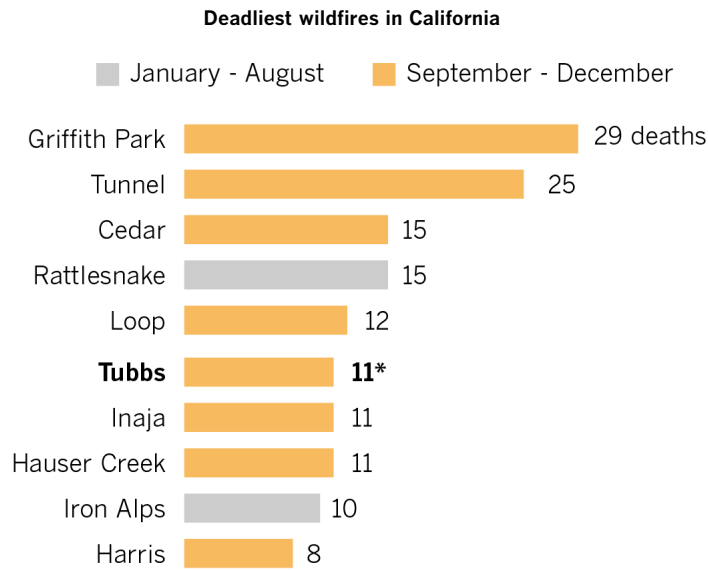 Deadliest wildfires in California
January - August September - December
Griffith Park 29 deaths
Tunnel 25
Cedar 15
Rattlesnake 15
Loop 12
Tubbs 11*
Inaja 11
Hauser Creek 11
Iron Alps 10
Harris 8